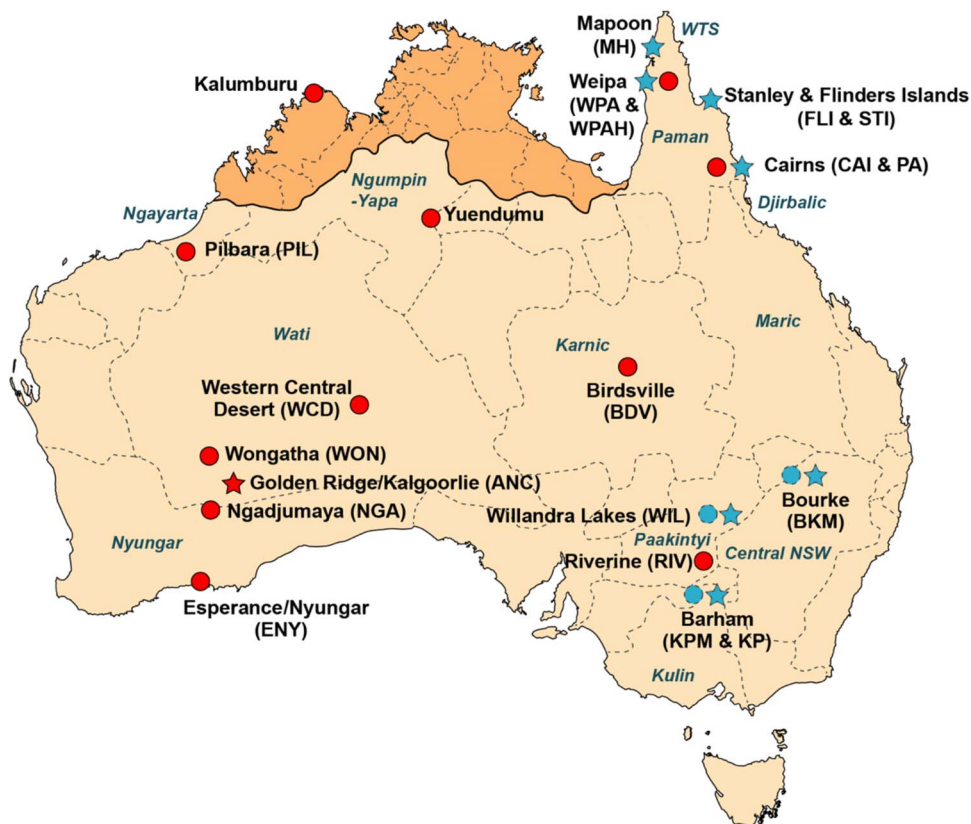 Mapoon
(MH)
WTS
Kalumburu
Weipa
(WPA &
WPAH)
Stanley & Flinders Islands
(FLI & STI)
Paman
Cairns (CAI & PA)
Ngumpin
-Yapa
Djirbalic
Ngayarta
Yuendumu
Pilbara (PIL)
Wati
Maric
Karnic
Birdsville
(BDV)
Western Central
Desert (WCD)
Wongatha (WON)
Golden Ridge/Kalgoorlie (ANC)
Ngadjumaya (NGA)
Bourke
(BKM)
Willandra Lakes (WIL)
Nyungar
Paakintyi
Central NSW
Riverine (RIV)
Esperance/Nyungar
(ENY)
Barham
(KPM & KP)
Kulin